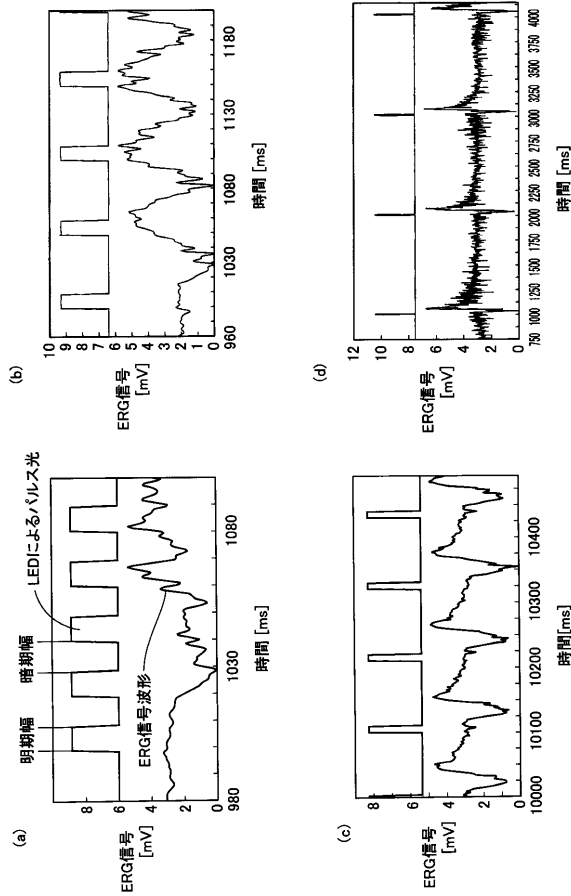 (a)
明期幅
暗期幅
LEDによるパルス光
ERG信号
[mV]
8
6
4
2
0
ERG信号波形
980
1030
1080
時間 [ms]
(b)
ERG信号
[mV]
10
9
8
7
6
5
4
3
2
1
0
960
1030
1080
1130
1180
時間 [ms]
(c)
ERG信号
[mV]
8
6
4
2
0
10000
10100
10200
10300
10400
時間[ms]
(d)
ERG信号
[mV]
12
10
8
6
4
2
0
750
1000
1250
1500
1750
2000
2250
2500
2750
3000
3250
3500
3750
4000
時間 [ms]